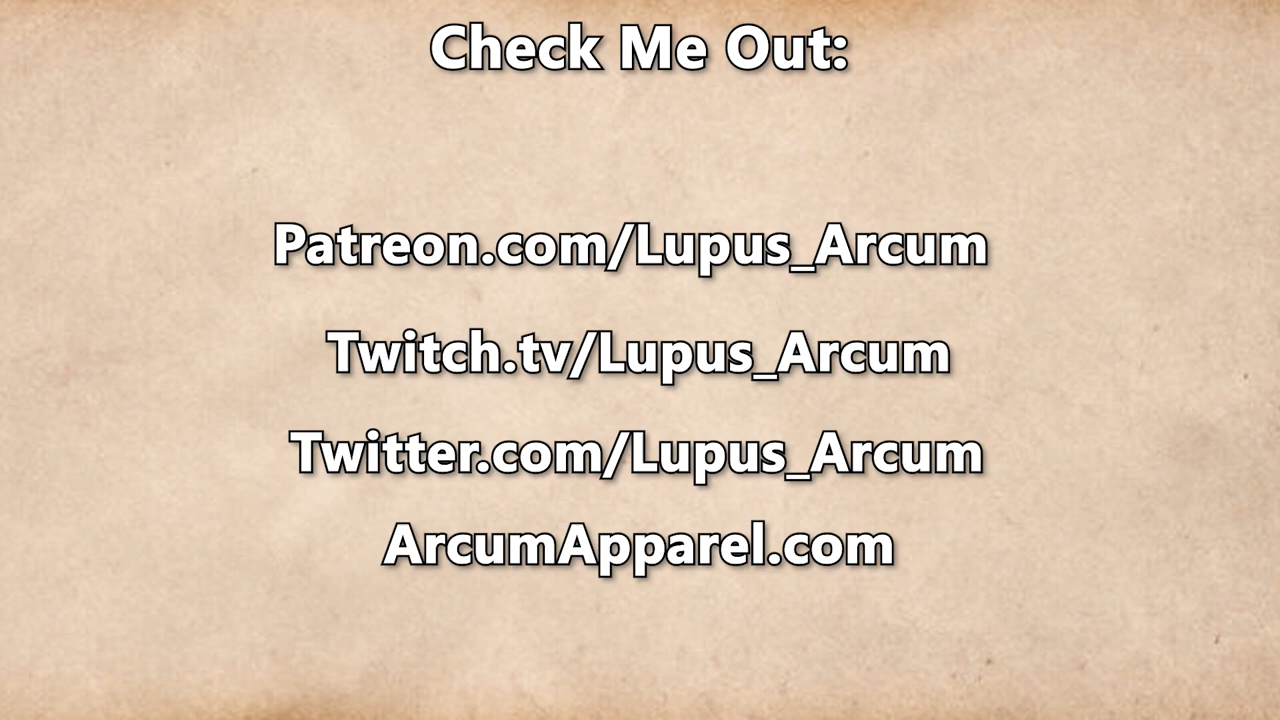 Check Me Out:
Patreon.com/Lupus_Arcum
Twitch.tv/Lupus_Arcum
Twitter.com/Lupus_Arcum
ArcumApparel.com